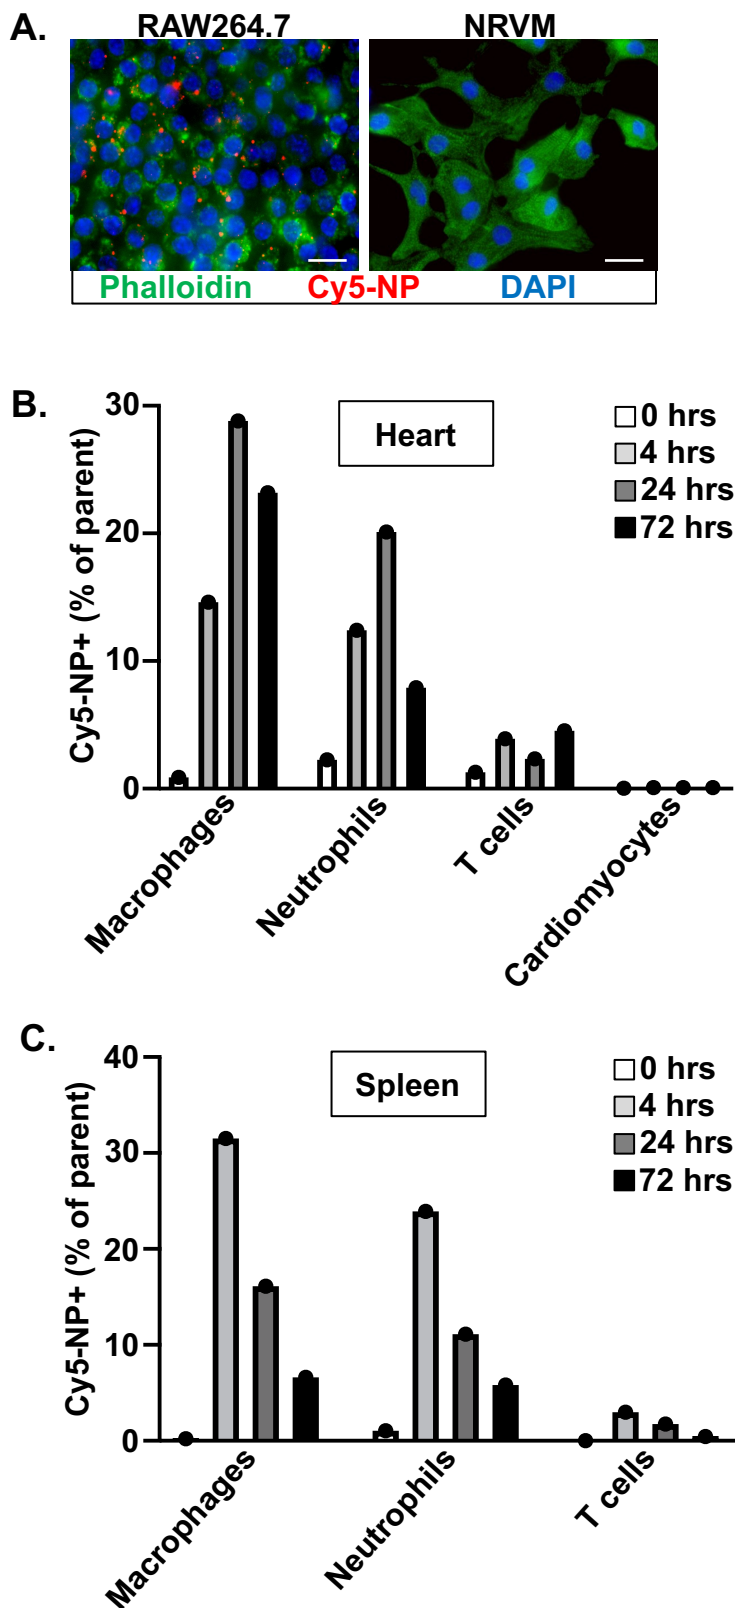 A.
RAW264.7 NRVM
Phalloidin Cy5-NP DAPI
B.
Heart
0 hrs
4 hrs
24 hrs
72 hrs
Cy5-NP+ (% of parent)
30
20
10
0
Macrophages
Neutrophils
T cells
Cardiomyocytes
C.
Spleen
0 hrs
4 hrs
24 hrs
72 hrs
Cy5-NP+ (% of parent)
40
30
20
10
0
Macrophages
Neutrophils
T cells